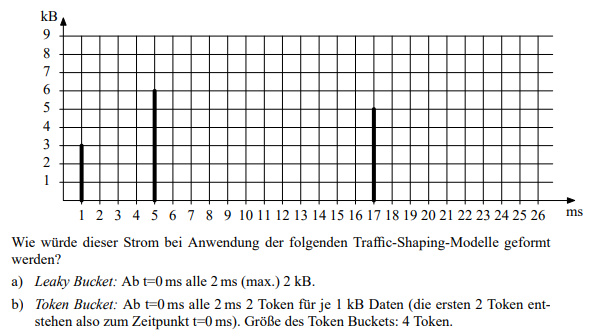 kB
9
8
7
6
5
4
3
2
1
1 2 3 4 5 6 7 8 9 10 11 12 13 14 15 16 17 18 19 20 21 22 23 24 25 26 ms
Wie würde dieser Strom bei Anwendung der folgenden Traffic-Shaping-Modelle geformt
werden?
a) Leaky Bucket: Ab t=0 ms alle 2 ms (max.) 2 kB.
b) Token Bucket: Ab t=0 ms alle 2 ms 2 Token für je 1 kB Daten (die ersten 2 Token ent-
stehen also zum Zeitpunkt t=0 ms). Größe des Token Buckets: 4 Token.